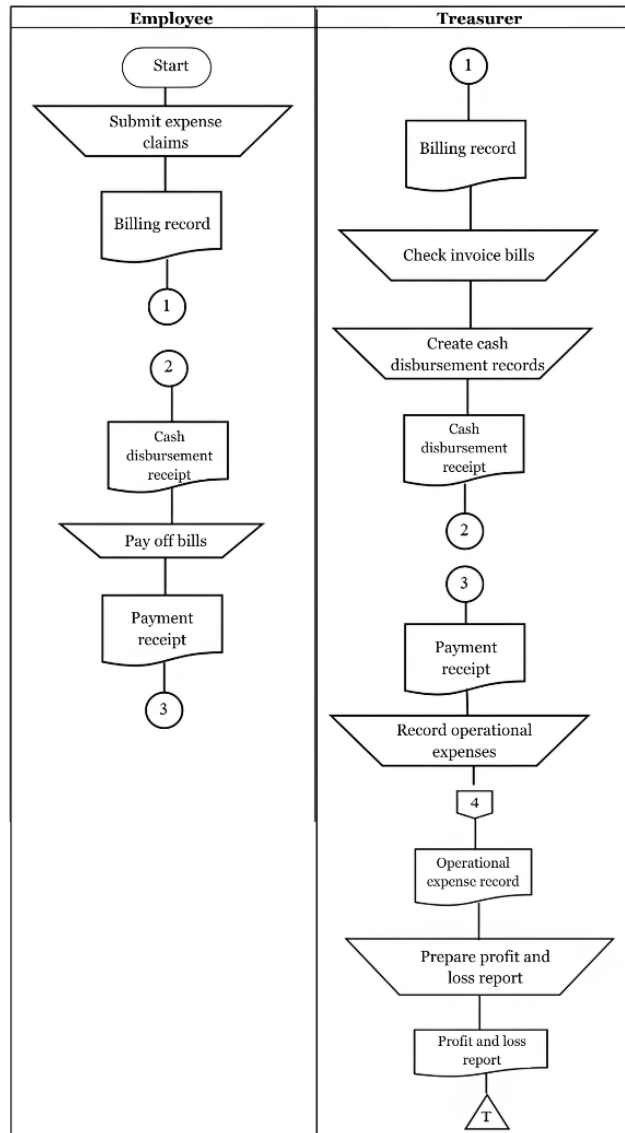 Employee
Start
Submit expense
claims
Billing record
1
2
Cash
disbursement
receipt
Pay off bills
Payment
receipt
3
Treasurer
1
Billing record
Check invoice bills
Create cash
disbursement records
Cash
disbursement
receipt
2
3
Payment
receipt
Record operational
expenses
4
Operational
expense record
Prepare profit and
loss report
Profit and loss
report
T